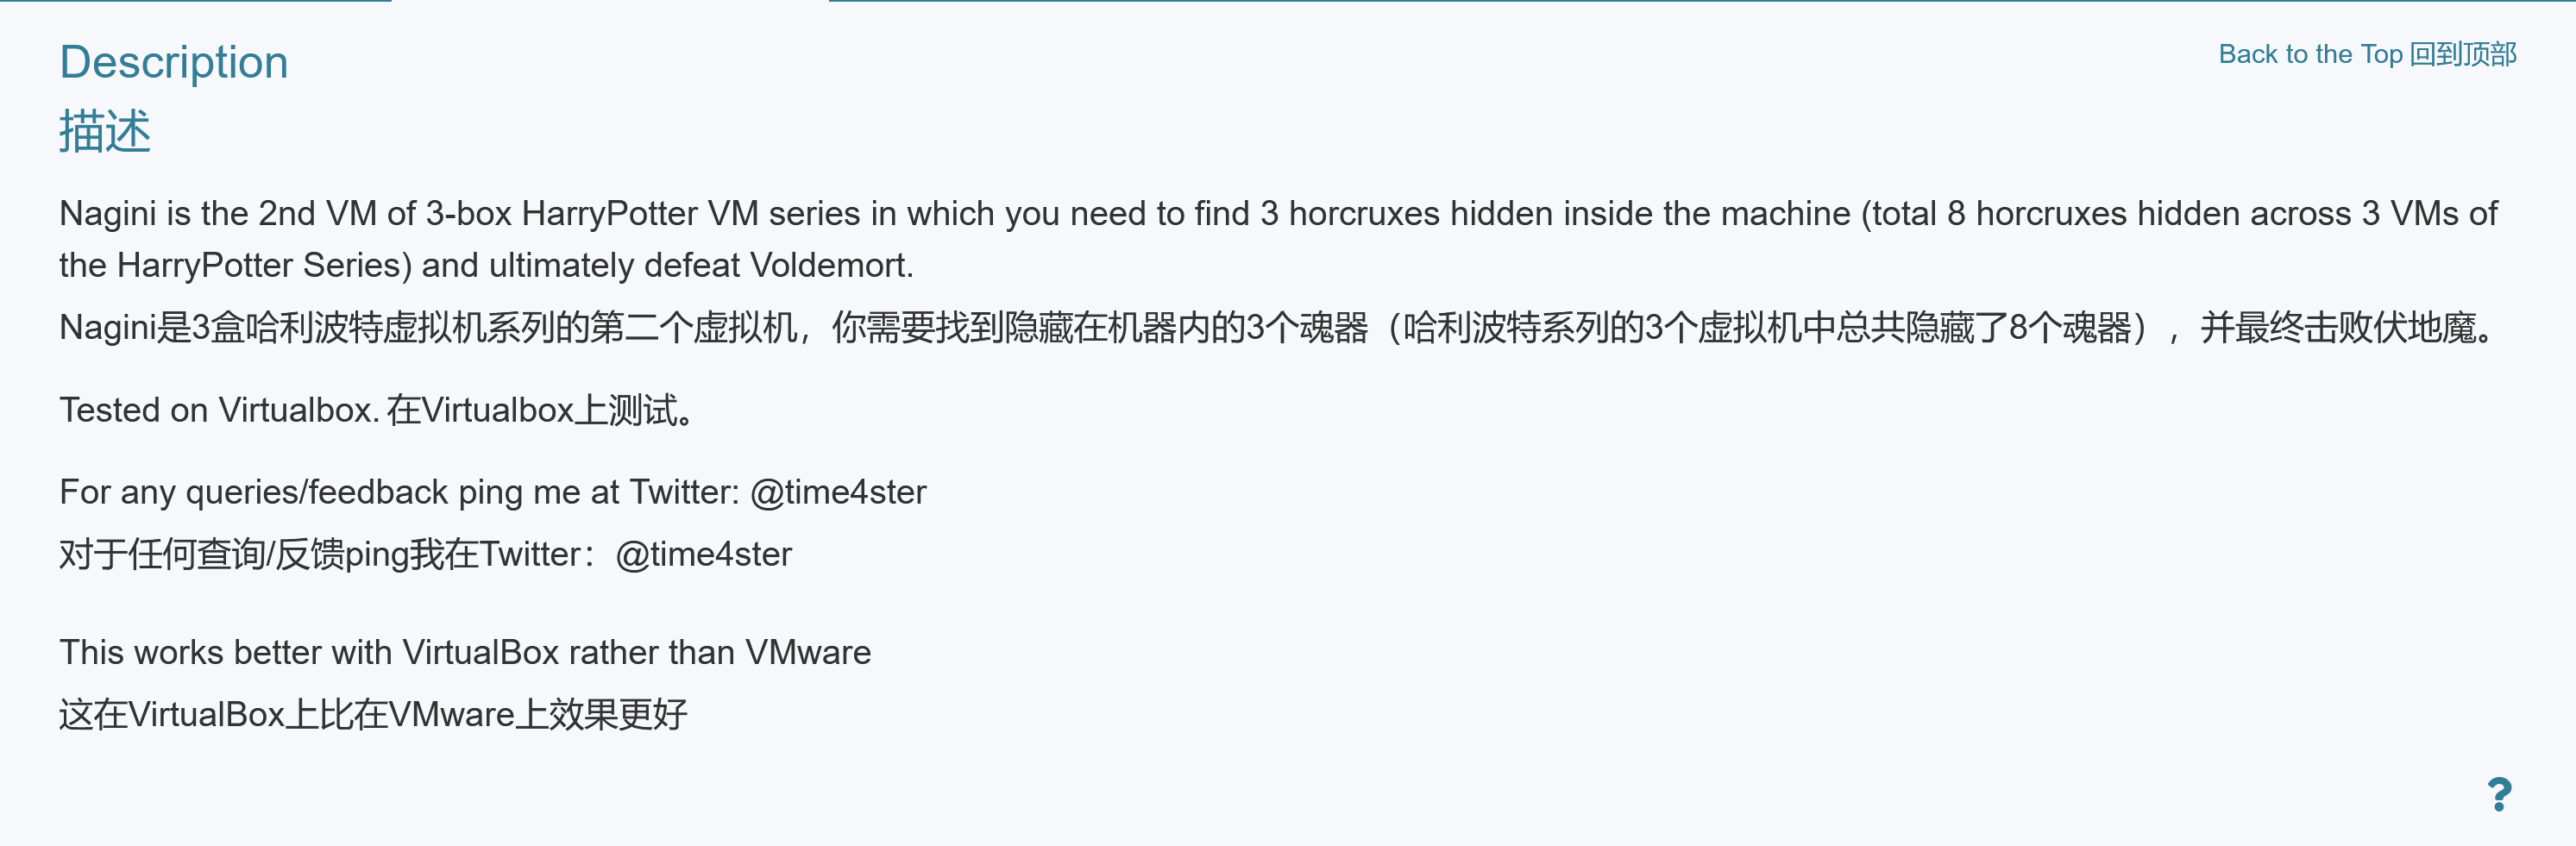 Description
Back to the Top 回到顶部
描述
Nagini is the 2nd VM of 3-box HarryPotter VM series in which you need to find 3 horcruxes hidden inside the machine (total 8 horcruxes hidden across 3 VMs of
the HarryPotter Series) and ultimately defeat Voldemort.
Nagini是3盒哈利波特虚拟机系列的第二个虚拟机，你需要找到隐藏在机器内的3个魂器（哈利波特系列的3个虚拟机中总共隐藏了8个魂器），并最终击败伏地魔。
Tested on Virtualbox. 在Virtualbox上测试。
For any queries/feedback ping me at Twitter: @time4ster
对于任何查询/反馈ping我在Twitter：@time4ster
This works better with VirtualBox rather than VMware
这在VirtualBox上比在VMware上效果更好
?